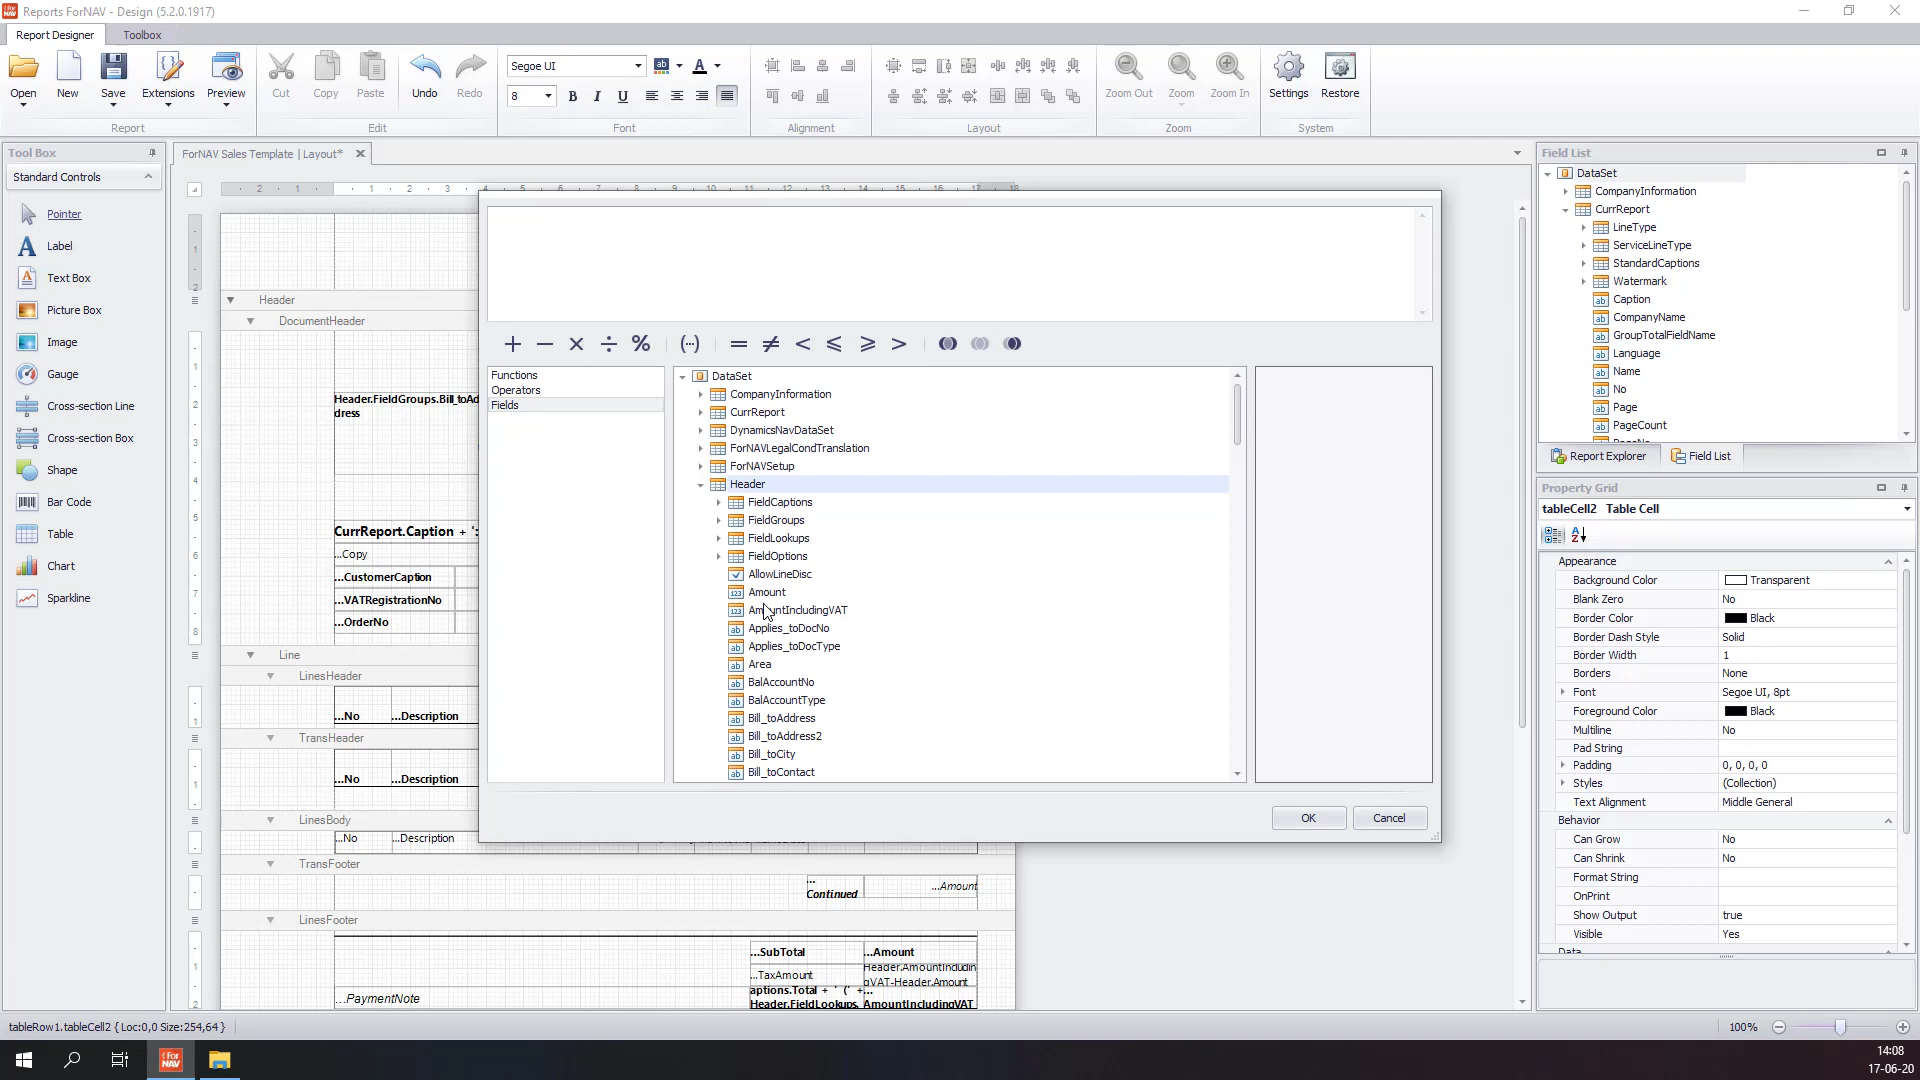 Reports ForNAV - Design (5.2.0.1917)
Report Designer
Toolbox
Open
New
Save
Extensions
Preview
Cut
Copy
Paste
Undo
Redo
Segoe UI
8
B
I
U
Zoom Out
Zoom
Zoom In
Settings
Restore
Report
Edit
Font
Alignment
Layout
Zoom
System
Tool Box
Standard Controls
Pointer
Label
Text Box
Picture Box
Image
Gauge
Cross-section Line
Cross-section Box
Shape
Bar Code
Table
Chart
Sparkline
ForNAV Sales Template | Layout*
Header
DocumentHeader
Header.FieldGroups.Bill_toAd
dress
CurrReport.Caption + ':
...Copy
...CustomerCaption
...VATRegistrationNo
...OrderNo
Line
LinesHeader
...No
...Description
TransHeader
...No
...Description
LinesBody
...No
...Description
TransFooter
...
Continued
...Amount
LinesFooter
...SubTotal
...Amount
...TaxAmount
Header.AmountIncludin
gVAT-Header.Amount
...PaymentNote
aptions.Total + ' (' +...
Header.FieldLookups.
AmountIncludingVAT
Functions
Operators
Fields
DataSet
CompanyInformation
CurrReport
DynamicsNavDataSet
ForNAVLegalCondTranslation
ForNAVSetup
Header
FieldCaptions
FieldGroups
FieldLookups
FieldOptions
AllowLineDisc
Amount
AmountIncludingVAT
Applies_toDocNo
Applies_toDocType
Area
BalAccountNo
BalAccountType
Bill_toAddress
Bill_toAddress2
Bill_toCity
Bill_toContact
OK
Cancel
Field List
DataSet
CompanyInformation
CurrReport
LineType
ServiceLineType
StandardCaptions
Watermark
Caption
CompanyName
GroupTotalFieldName
Language
Name
No
Page
PageCount
Report Explorer
Field List
Property Grid
tableCell2 Table Cell
Appearance
Background Color Transparent
Blank Zero No
Border Color Black
Border Dash Style Solid
Border Width 1
Borders None
Font Segoe UI, 8pt
Foreground Color Black
Multiline No
Pad String
Padding 0, 0, 0, 0
Styles (Collection)
Text Alignment Middle General
Behavior
Can Grow No
Can Shrink No
Format String
OnPrint
Show Output true
Visible Yes
Data
tableRow1.tableCell2 { Loc:0,0 Size:254,64 }
100%
14:08
17-06-20